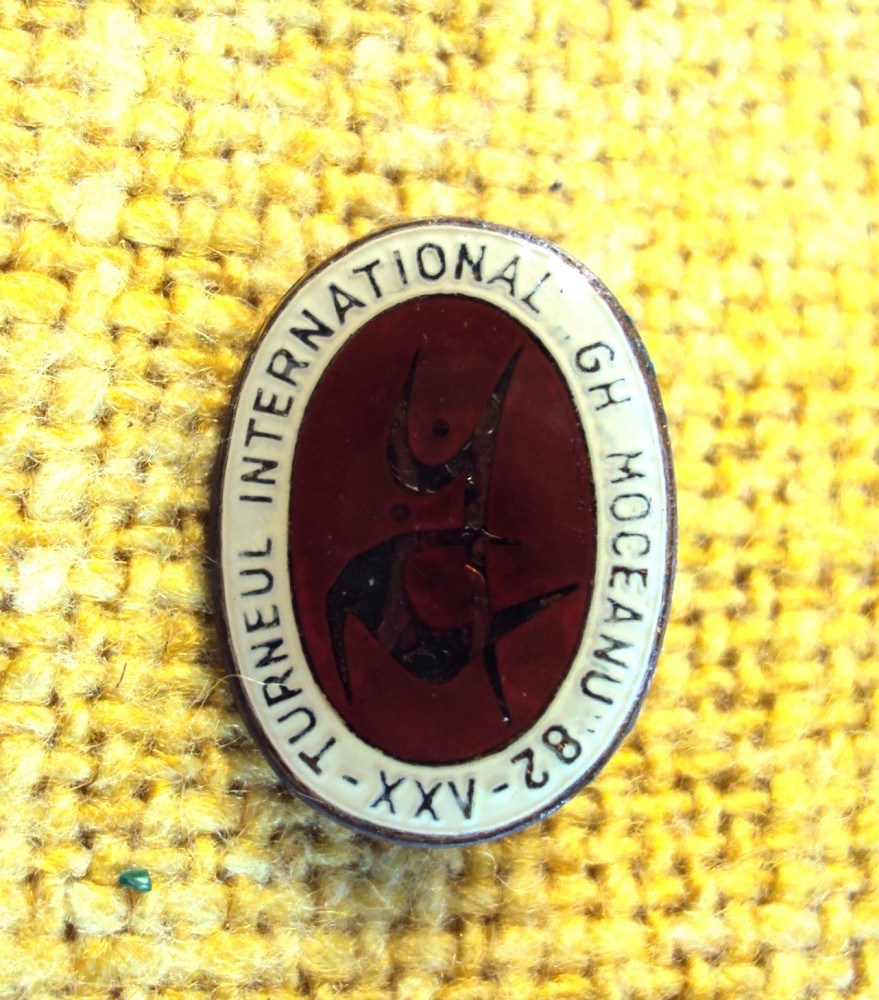 TURNEUL INTERNATIONAL „GH MOCEANU" 82 - XXV -